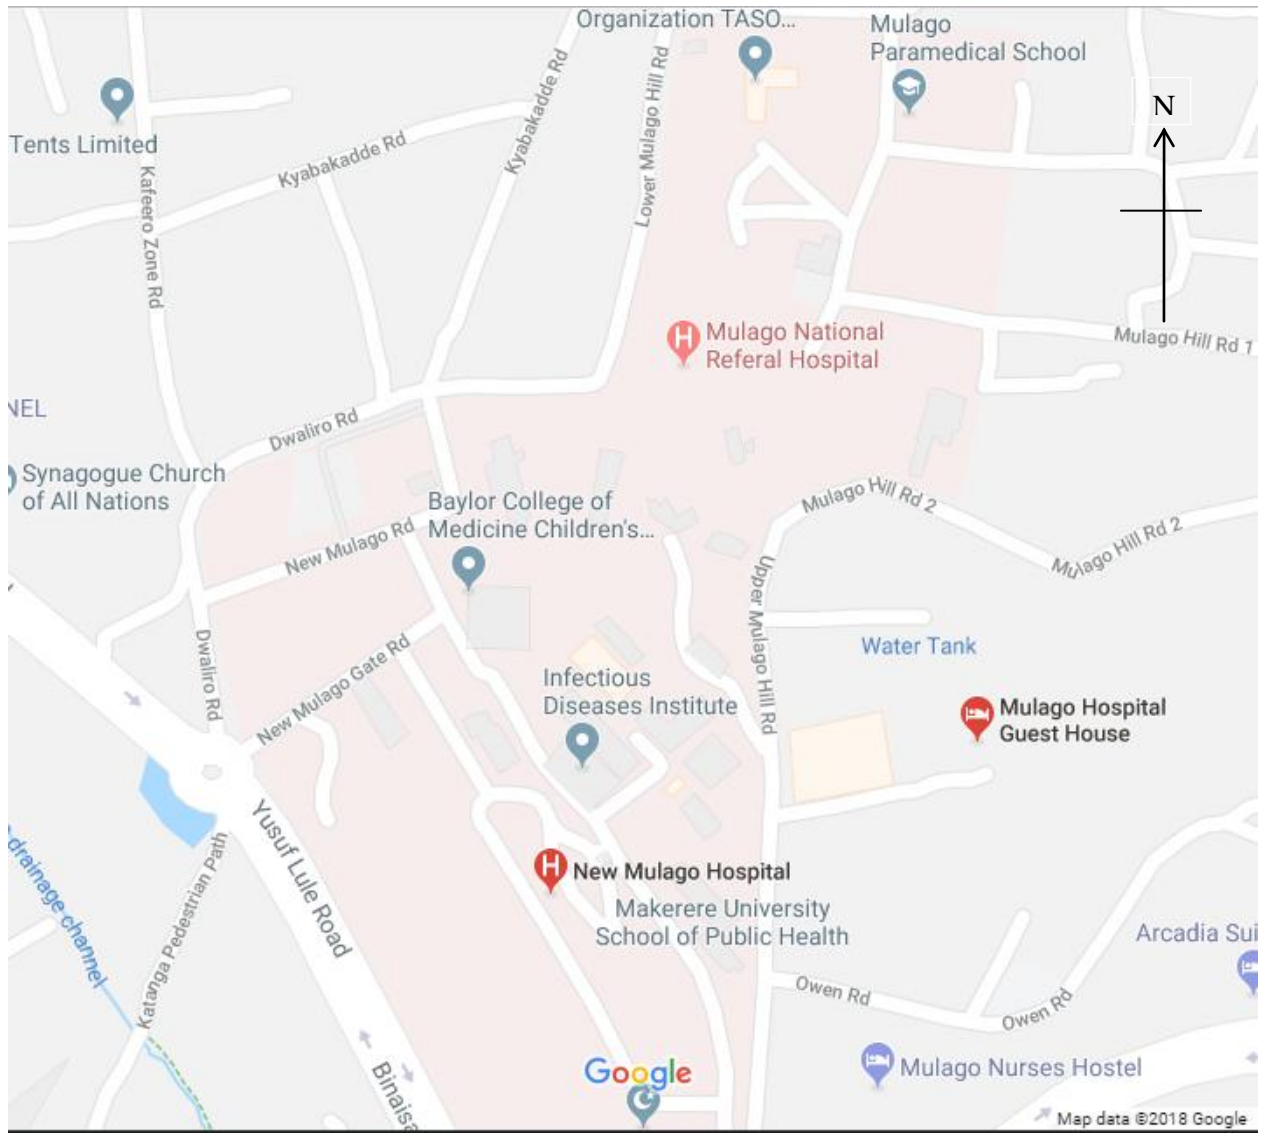 Organization TASO...
Mulago
Paramedical School
N
Tents Limited
Kyabakadde Rd
Kyabakadde Rd
Lower Mulago Hill Rd
Kafeero Zone Rd
Mulago National
Referal Hospital
Mulago Hill Rd 1
NEL
Dwaliro Rd
Synagogue Church
of All Nations
Baylor College of
Medicine Children's...
Mulago Hill Rd 2
Mulago Hill Rd 2
New Mulago Rd
Upper Mulago Hill Rd
Water Tank
Dwaliro Rd
New Mulago Gate Rd
Infectious
Diseases Institute
Mulago Hospital
Guest House
Yusuf Lule Road
drainage channel
Katanga Pedestrian Path
H
New Mulago Hospital
Makerere University
School of Public Health
Arcadia Sui
Owen Rd
Owen Rd
Mulago Nurses Hostel
Binaisa
Google
Map data ©2018 Google